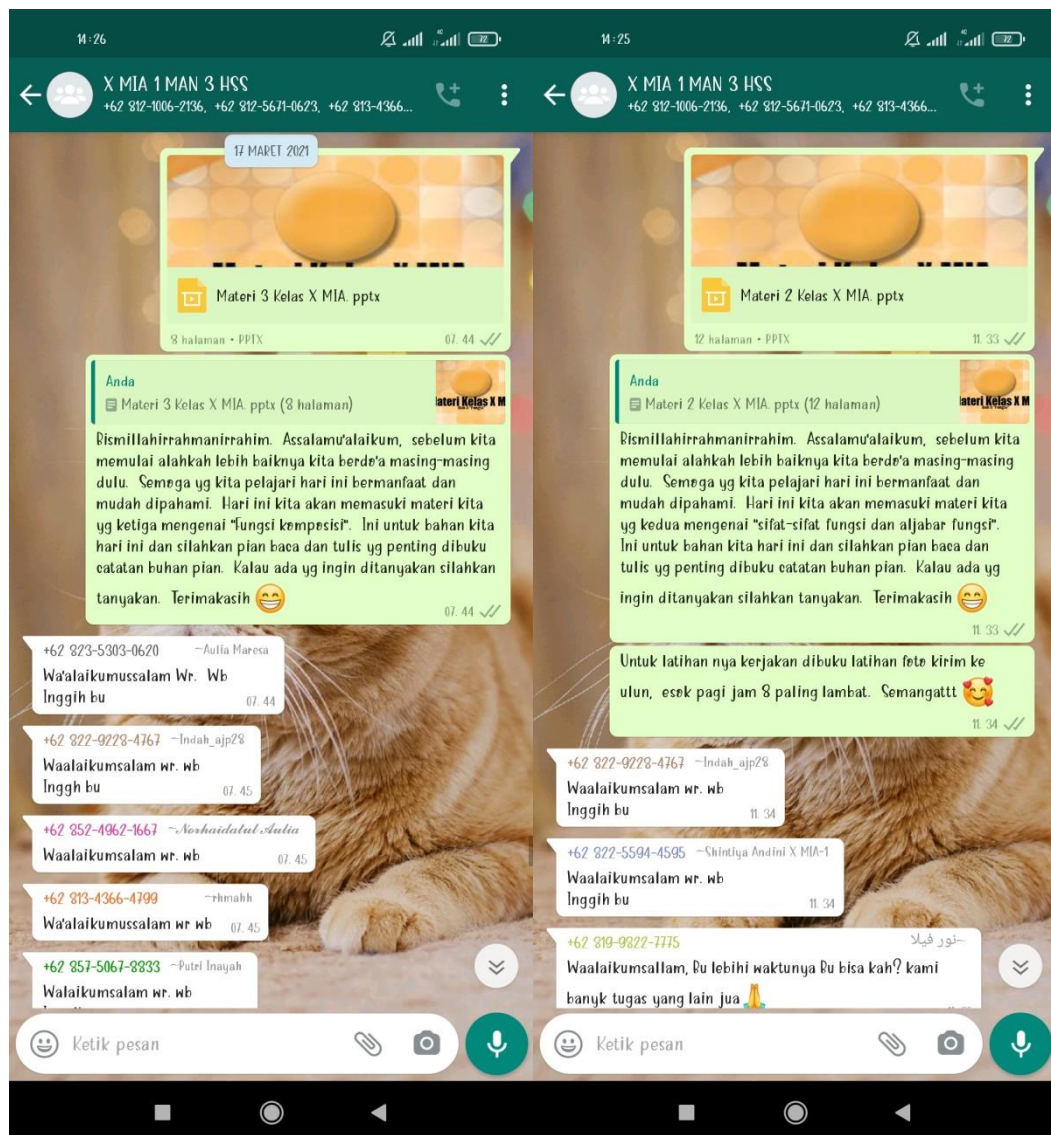 14:26
72
X MIA 1 MAN 3 HSS
+62 812-1006-2136, +62 812-5671-0623, +62 813-4366...
17 MARET 2021
Materi 3 Kelas X MIA. pptx
8 halaman • PPTX
07. 44
Anda
Materi 3 Kelas X MIA. pptx (8 halaman)
ateri Kelas X M
Bismillahirrahmanirrahim. Assalamu'alaikum, sebelum kita
memulai alahkah lebih baiknya kita berdo'a masing-masing
dulu. Semoga yg kita pelajari hari ini bermanfaat dan
mudah dipahami. Hari ini kita akan memasuki materi kita
yg ketiga mengenai "Fungsi komposisi". Ini untuk bahan kita
hari ini dan silahkan pian baca dan tulis yg penting dibuku
catatan buhan pian. Kalau ada yg ingin ditanyakan silahkan
tanyakan. Terimakasih 😁
07. 44
+62 823-5303-0620 ~Aulia Maresa
Wa'alaikumussalam Wr. Wb
Inggih bu
07. 44
+62 822-9228-4767 ~Indah_ajp28
Waalaikumsalam wr. wb
Inggh bu
07. 45
+62 852-4962-1667 ~Norhaidatul Aulia
Waalaikumsalam wr. wb
07. 45
+62 813-4366-4799 ~rhmahh
Wa'alaikumussalam wr wb
07. 45
+62 857-5067-8833 ~Putri Inayah
Walaikumsalam wr. wb
Ketik pesan
14:25
72
X MIA 1 MAN 3 HSS
+62 812-1006-2136, +62 812-5671-0623, +62 813-4366...
Materi 2 Kelas X MIA. pptx
12 halaman • PPTX
11. 33
Anda
Materi 2 Kelas X MIA. pptx (12 halaman)
ateri Kelas X M
Bismillahirrahmanirrahim. Assalamu'alaikum, sebelum kita
memulai alahkah lebih baiknya kita berdo'a masing-masing
dulu. Semoga yg kita pelajari hari ini bermanfaat dan
mudah dipahami. Hari ini kita akan memasuki materi kita
yg kedua mengenai "sifat-sifat fungsi dan aljabar fungsi".
Ini untuk bahan kita hari ini dan silahkan pian baca dan
tulis yg penting dibuku catatan buhan pian. Kalau ada yg
ingin ditanyakan silahkan tanyakan. Terimakasih 😁
11. 33
Untuk latihan nya kerjakan dibuku latihan foto kirim ke
ulun, esok pagi jam 8 paling lambat. Semangattt 🥰
11. 34
+62 822-9228-4767 ~Indah_ajp28
Waalaikumsalam wr. wb
Inggih bu
11. 34
+62 822-5594-4595 ~Shintiya Andini X MIA-1
Waalaikumsalam wr. wb
Inggih bu
11. 34
+62 819-9822-7775 ~نور فيلا
Waalaikumsallam, Bu lebihi waktunya Bu bisa kah? kami
banyk tugas yang lain jua 🙏
Ketik pesan